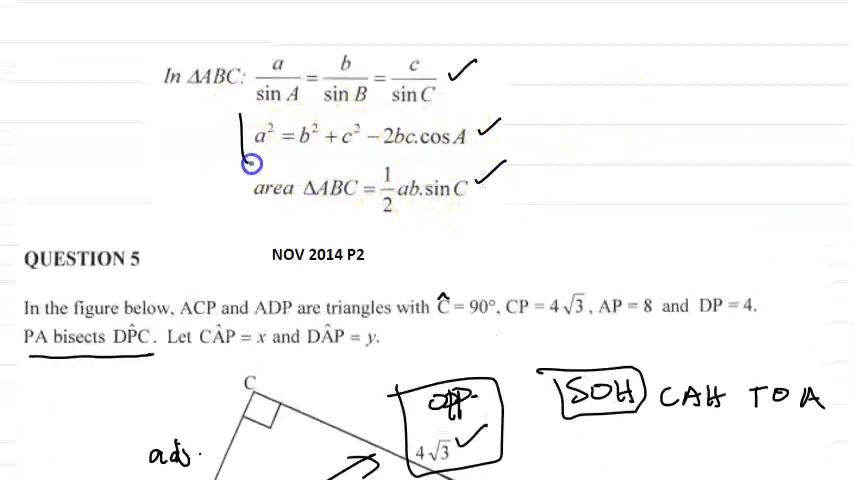 In ΔABC: a/sin A = b/sin B = c/sin C ✓
a² = b² + c² − 2bc.cos A ✓
area ΔABC = 1/2 ab.sin C ✓
QUESTION 5 NOV 2014 P2
In the figure below, ACP and ADP are triangles with Ĉ = 90°, CP = 4√3, AP = 8 and DP = 4.
PA bisects DP̂C. Let CÂP = x and DÂP = y.
C
opp. SOH CAH TOA
adj. 4√3 ✓